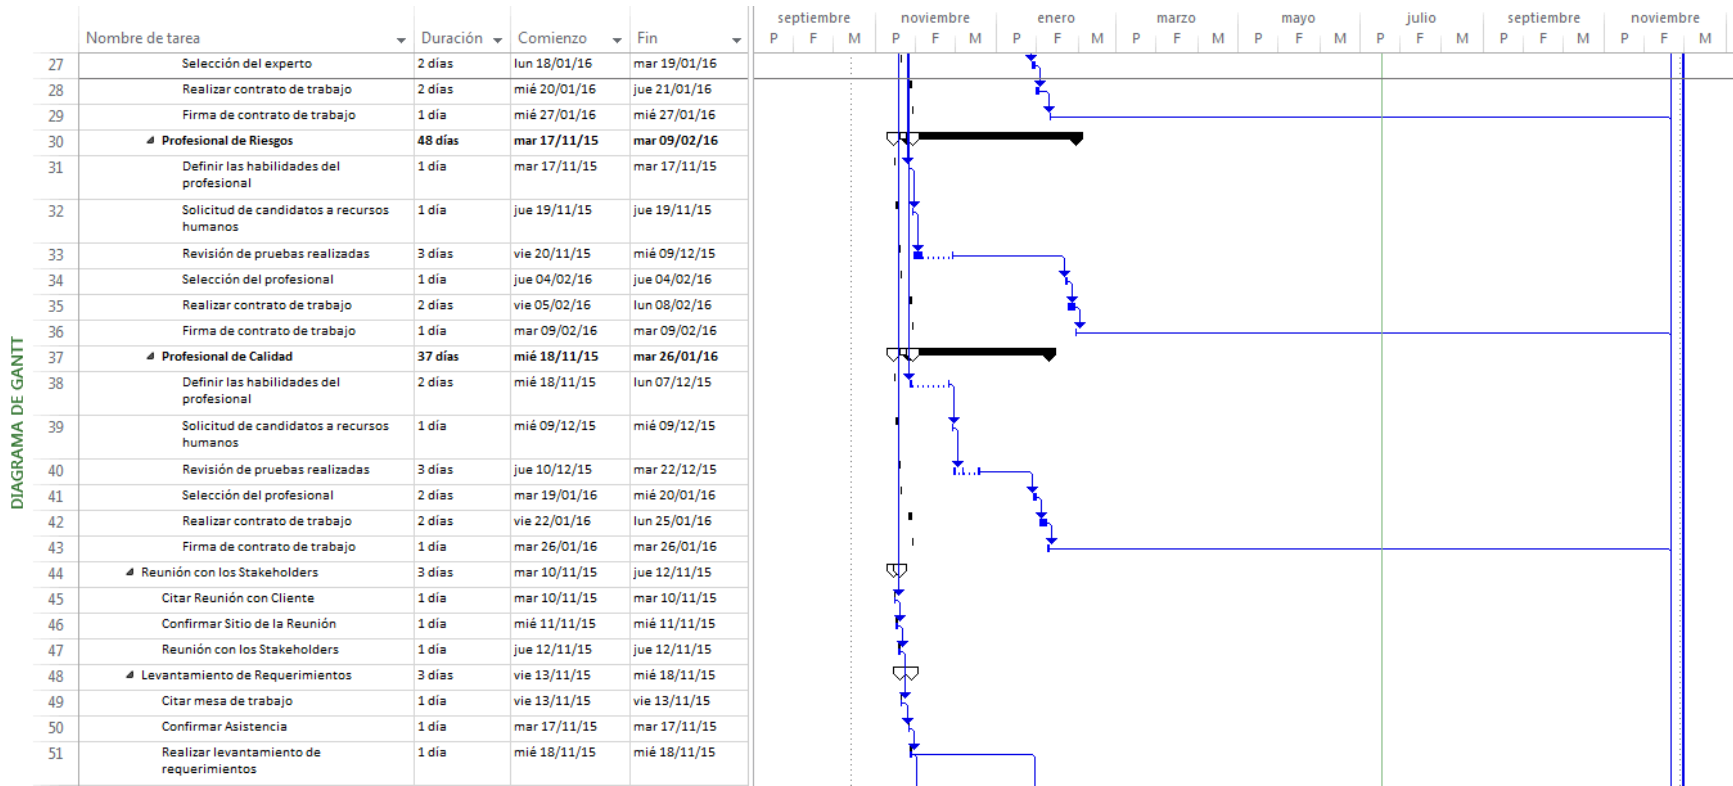 septiembre noviembre enero marzo mayo julio septiembre noviembre
Nombre de tarea Duración Comienzo Fin P F M P F M P F M P F M P F M P F M P F M P F M
27 Selección del experto 2 días lun 18/01/16 mar 19/01/16
28 Realizar contrato de trabajo 2 días mié 20/01/16 jue 21/01/16
29 Firma de contrato de trabajo 1 día mié 27/01/16 mié 27/01/16
30 Profesional de Riesgos 48 días mar 17/11/15 mar 09/02/16
31 Definir las habilidades del 1 día mar 17/11/15 mar 17/11/15
profesional
32 Solicitud de candidatos a recursos 1 día jue 19/11/15 jue 19/11/15
humanos
33 Revisión de pruebas realizadas 3 días vie 20/11/15 mié 09/12/15
34 Selección del profesional 1 día jue 04/02/16 jue 04/02/16
35 Realizar contrato de trabajo 2 días vie 05/02/16 lun 08/02/16
36 Firma de contrato de trabajo 1 día mar 09/02/16 mar 09/02/16
37 Profesional de Calidad 37 días mié 18/11/15 mar 26/01/16
38 Definir las habilidades del 2 días mié 18/11/15 lun 07/12/15
profesional
39 Solicitud de candidatos a recursos 1 día mié 09/12/15 mié 09/12/15
humanos
40 Revisión de pruebas realizadas 3 días jue 10/12/15 mar 22/12/15
41 Selección del profesional 2 días mar 19/01/16 mié 20/01/16
42 Realizar contrato de trabajo 2 días vie 22/01/16 lun 25/01/16
43 Firma de contrato de trabajo 1 día mar 26/01/16 mar 26/01/16
44 Reunión con los Stakeholders 3 días mar 10/11/15 jue 12/11/15
45 Citar Reunión con Cliente 1 día mar 10/11/15 mar 10/11/15
46 Confirmar Sitio de la Reunión 1 día mié 11/11/15 mié 11/11/15
47 Reunión con los Stakeholders 1 día jue 12/11/15 jue 12/11/15
48 Levantamiento de Requerimientos 3 días vie 13/11/15 mié 18/11/15
49 Citar mesa de trabajo 1 día vie 13/11/15 vie 13/11/15
50 Confirmar Asistencia 1 día mar 17/11/15 mar 17/11/15
51 Realizar levantamiento de 1 día mié 18/11/15 mié 18/11/15
requerimientos
DIAGRAMA DE GANTT